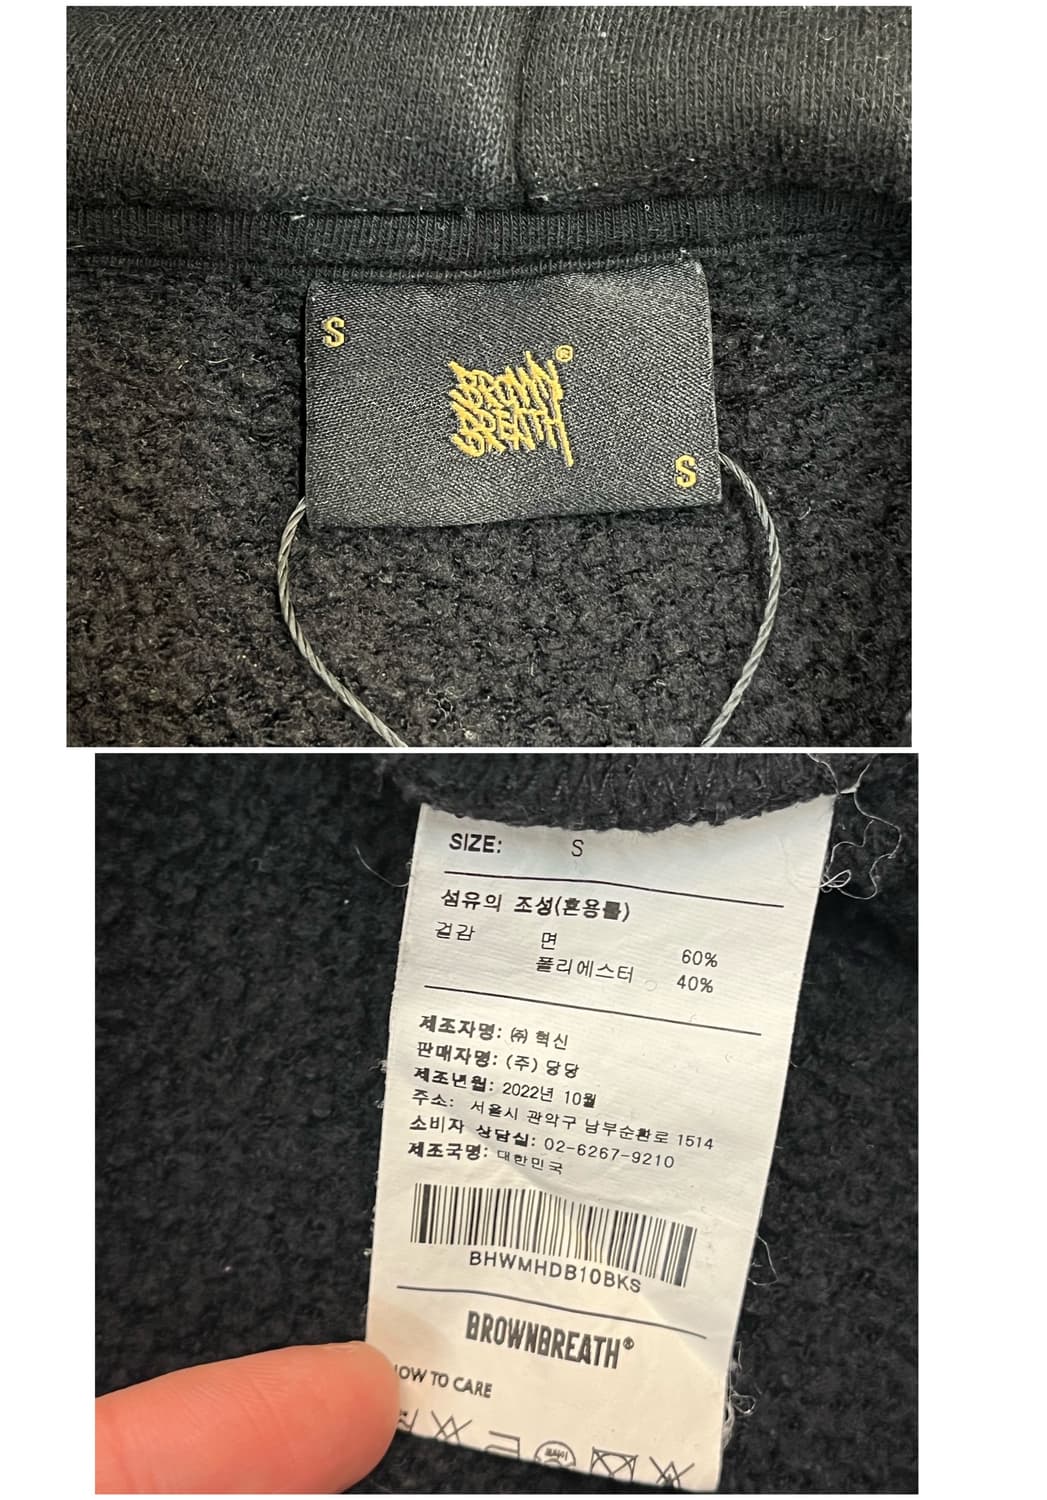 S
BROWN
BREATH
®
S
SIZE: S
섬유의 조성(혼용률)
겉감 면 60%
폴리에스터 40%
제조자명: ㈜ 혁신
판매자명: (주) 당당
제조년월: 2022년 10월
주소: 서울시 관악구 남부순환로 1514
소비자 상담실: 02-6267-9210
제조국명: 대한민국
BHWMHDB10BKS
BROWNBREATH®
HOW TO CARE